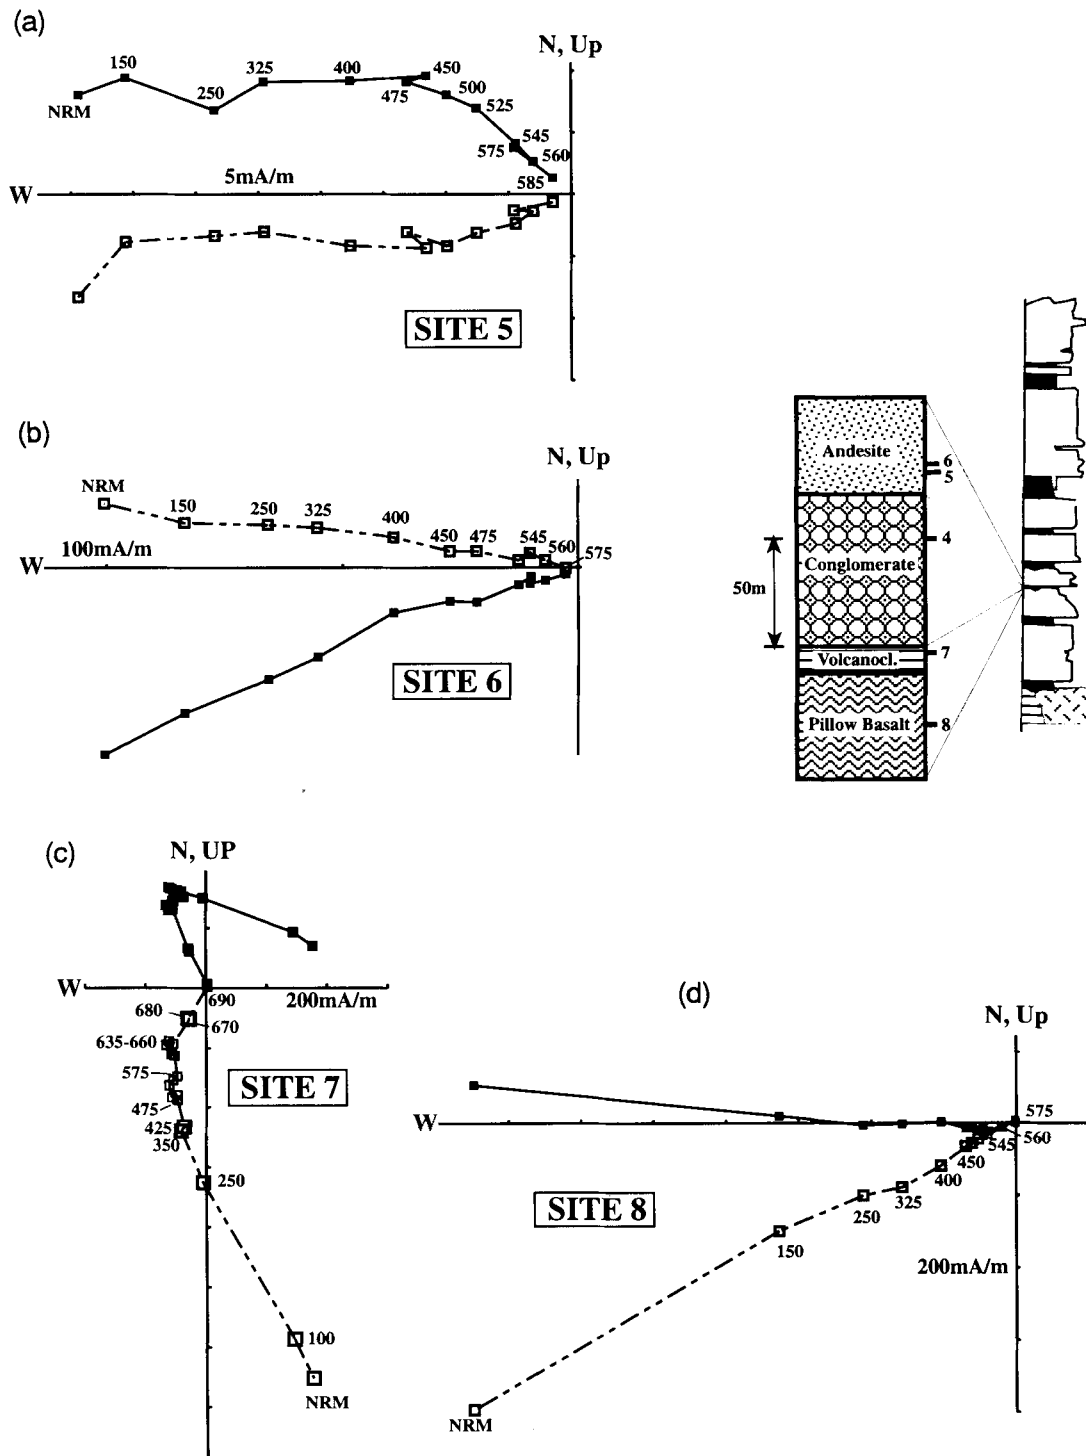 (a)
N, Up
150
325
400
450
250
475
500
NRM
525
545
575
560
585
W
5mA/m
SITE 5
(b)
N, Up
NRM
150
250
325
400
450
475
545
560
575
100mA/m
W
SITE 6
Andesite
6
5
4
Conglomerate
50m
Volcanocl.
7
Pillow Basalt
8
(c)
N, UP
W
200mA/m
690
680
670
635-660
575
475
425
350
250
100
NRM
SITE 7
(d)
N, Up
W
575
560
545
450
400
325
250
150
200mA/m
NRM
SITE 8